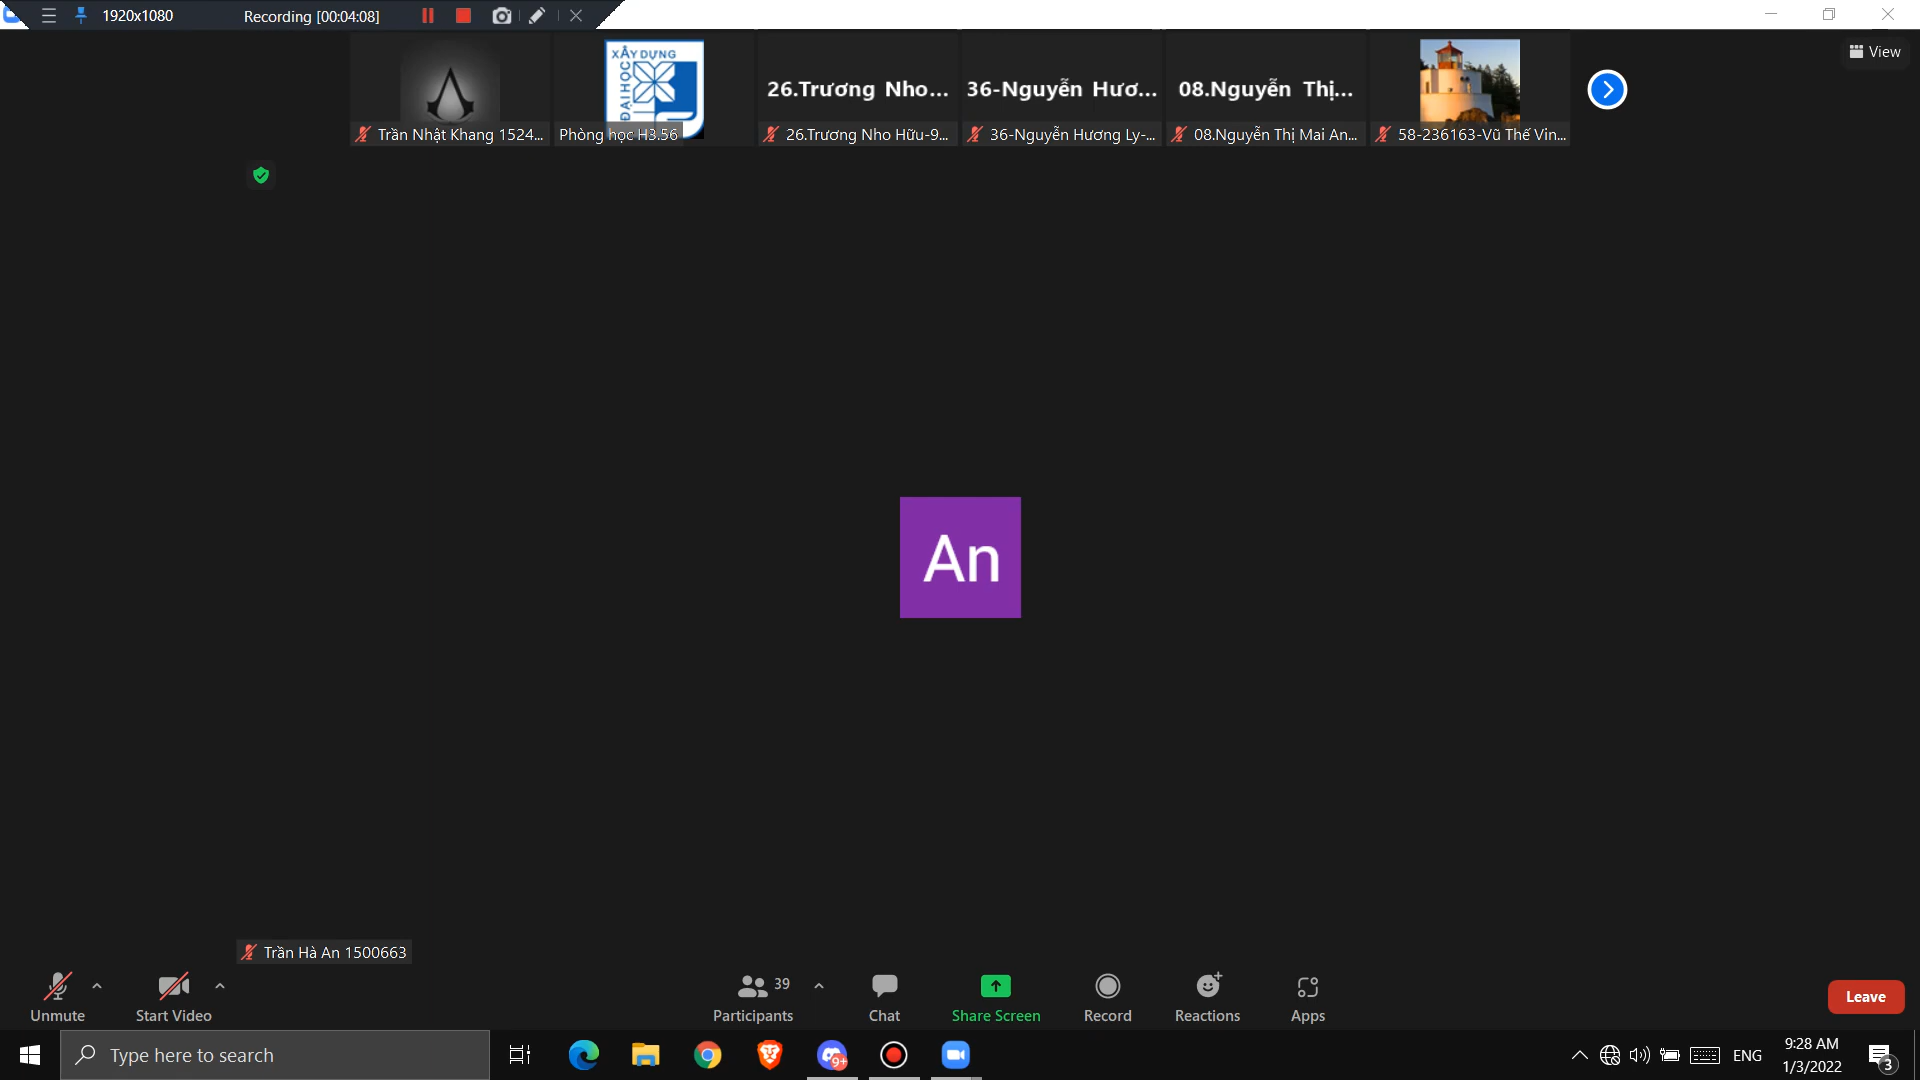 1920x1080
Recording [00:04:08]
View
XÂY DỰNG
ĐẠI HỌC
26.Trương Nho...
36-Nguyễn Hươ...
08.Nguyễn Thị...
Trần Nhật Khang 1524...
Phòng học H3.56
26.Trương Nho Hữu-9...
36-Nguyễn Hương Ly-...
08.Nguyễn Thị Mai An...
58-236163-Vũ Thế Vin...
An
Trần Hà An 1500663
Unmute
Start Video
39
Participants
Chat
Share Screen
Record
Reactions
Apps
Leave
Type here to search
9+
ENG
9:28 AM
1/3/2022
3